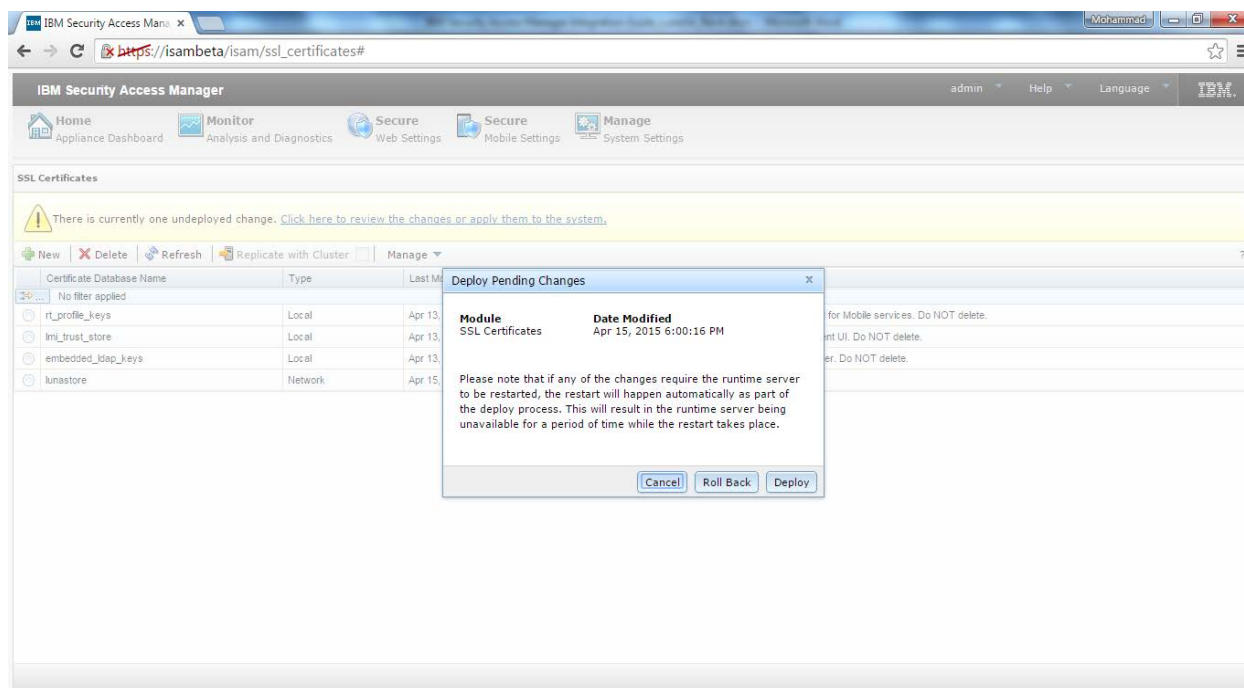 IBM Security Access Mana
Mohammad
https://isambeta/isam/ssl_certificates#
IBM Security Access Manager
admin
Help
Language
IBM.
Home
Appliance Dashboard
Monitor
Analysis and Diagnostics
Secure
Web Settings
Secure
Mobile Settings
Manage
System Settings
SSL Certificates
There is currently one undeployed change. Click here to review the changes or apply them to the system.
New
Delete
Refresh
Replicate with Cluster
Manage
Certificate Database Name
Type
Last Mo
No filter applied
rt_profile_keys
Local
Apr 13,
for Mobile services. Do NOT delete.
lmi_trust_store
Local
Apr 13,
ent UI. Do NOT delete.
embedded_ldap_keys
Local
Apr 13,
er. Do NOT delete.
lunastore
Network
Apr 15,
Deploy Pending Changes
Module
Date Modified
SSL Certificates
Apr 15, 2015 6:00:16 PM
Please note that if any of the changes require the runtime server
to be restarted, the restart will happen automatically as part of
the deploy process. This will result in the runtime server being
unavailable for a period of time while the restart takes place.
Cancel
Roll Back
Deploy